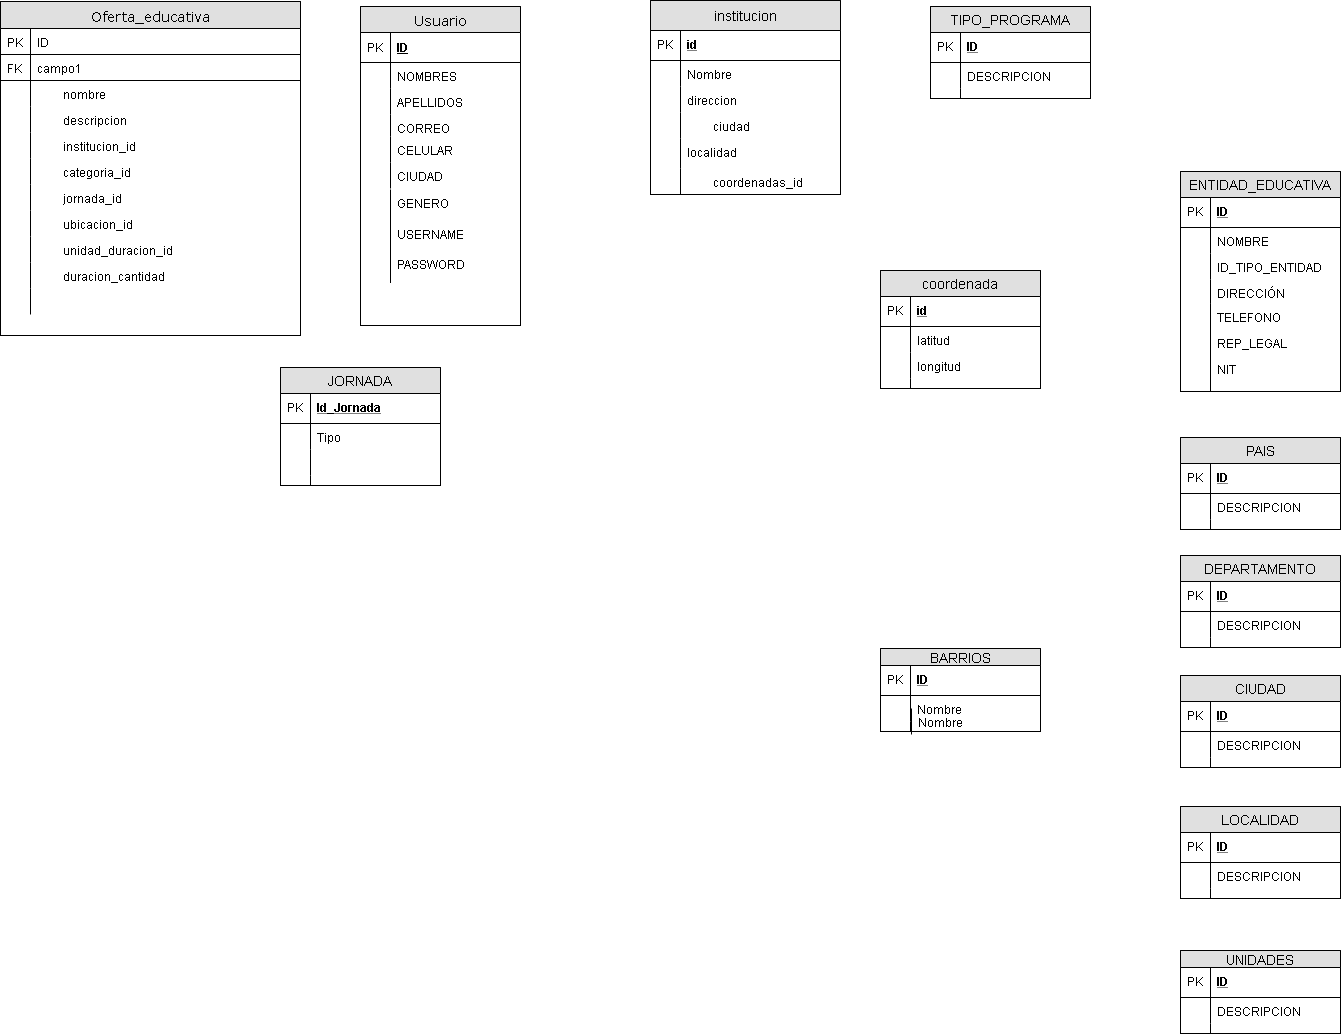 Oferta_educativa
PK ID
FK campo1
nombre
descripcion
institucion_id
categoria_id
jornada_id
ubicacion_id
unidad_duracion_id
duracion_cantidad
Usuario
PK ID
NOMBRES
APELLIDOS
CORREO
CELULAR
CIUDAD
GENERO
USERNAME
PASSWORD
institucion
PK id
Nombre
direccion
ciudad
localidad
coordenadas_id
TIPO_PROGRAMA
PK ID
DESCRIPCION
ENTIDAD_EDUCATIVA
PK ID
NOMBRE
ID_TIPO_ENTIDAD
DIRECCIÓN
TELEFONO
REP_LEGAL
NIT
coordenada
PK id
latitud
longitud
JORNADA
PK Id_Jornada
Tipo
PAIS
PK ID
DESCRIPCION
DEPARTAMENTO
PK ID
DESCRIPCION
BARRIOS
PK ID
Nombre
Nombre
CIUDAD
PK ID
DESCRIPCION
LOCALIDAD
PK ID
DESCRIPCION
UNIDADES
PK ID
DESCRIPCION